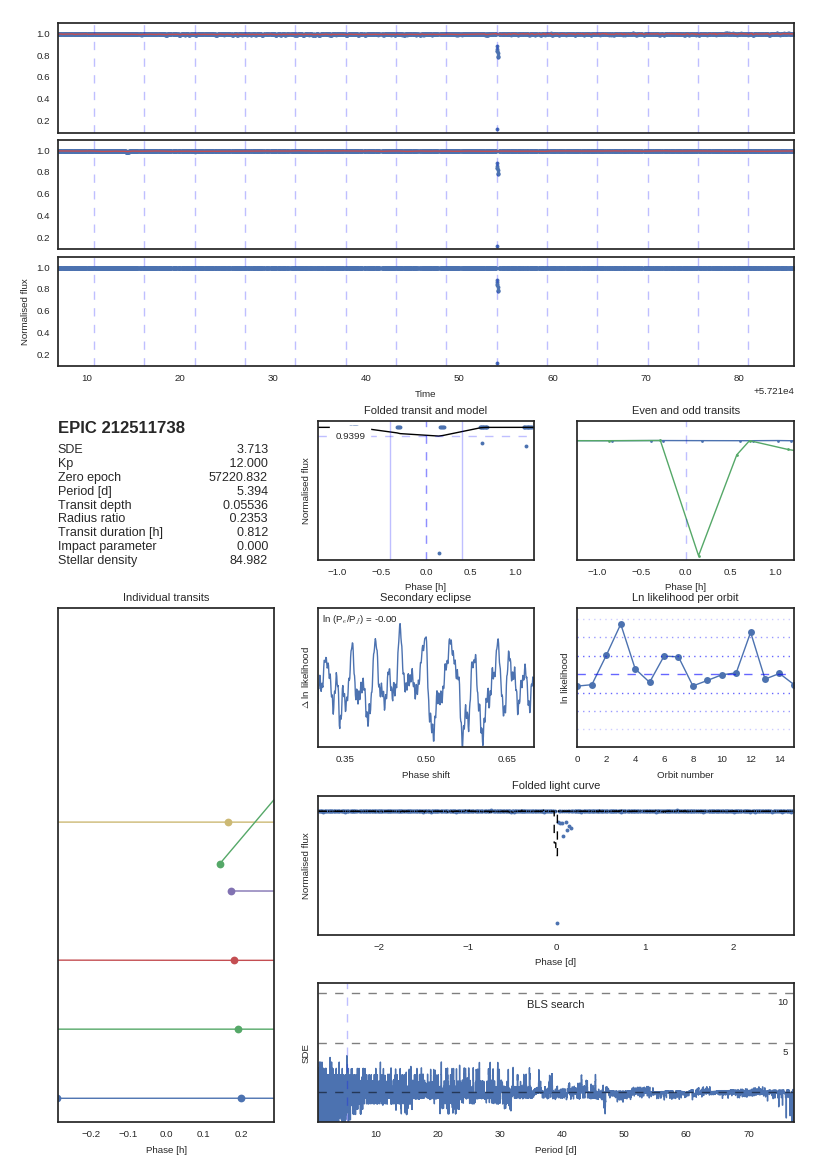 1.0
0.8
0.6
0.4
0.2
1.0
0.8
0.6
0.4
0.2
1.0
0.8
0.6
0.4
0.2
Normalised flux
10 20 30 40 50 60 70 80
Time
+5.721e4
EPIC 212511738
SDE 3.713
Kp 12.000
Zero epoch 57220.832
Period [d] 5.394
Transit depth 0.05536
Radius ratio 0.2353
Transit duration [h] 0.812
Impact parameter 0.000
Stellar density 84.982
Folded transit and model
0.9399
Normalised flux
−1.0 −0.5 0.0 0.5 1.0
Phase [h]
Even and odd transits
−1.0 −0.5 0.0 0.5 1.0
Phase [h]
Individual transits
−0.2 −0.1 0.0 0.1 0.2
Phase [h]
Secondary eclipse
Δ ln likelihood
0.35 0.50 0.65
Phase shift
Ln likelihood per orbit
ln likelihood
0 2 4 6 8 10 12 14
Orbit number
Folded light curve
Normalised flux
−2 −1 0 1 2
Phase [d]
BLS search
10
5
SDE
10 20 30 40 50 60 70
Period [d]